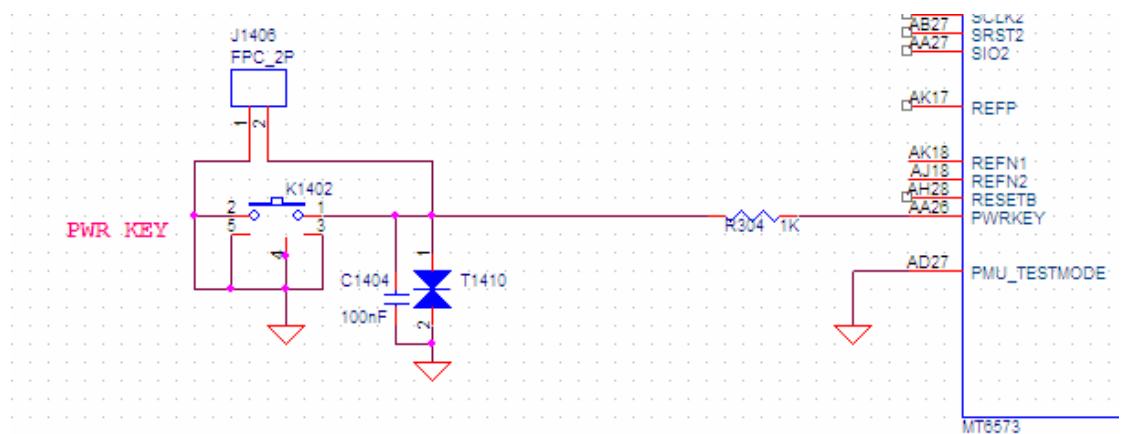 J1406
FPC_2P
1
2
K1402
2
1
5
3
4
PWR KEY
C1404
100nF
1
T1410
2
R304 1K
SCLK2
AB27
SRST2
AA27
SIO2
AK17
REFP
AK18
REFN1
AJ18
REFN2
AH28
RESETB
AA26
PWRKEY
AD27
PMU_TESTMODE
MT6573